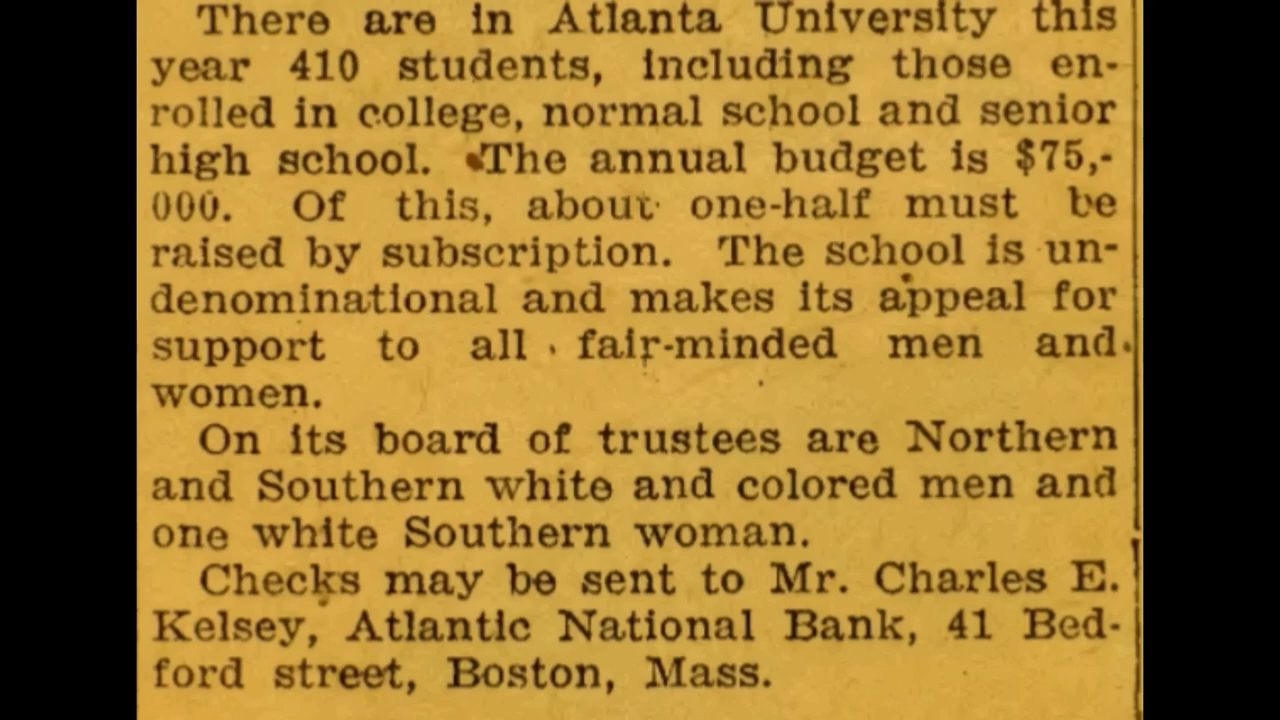 There are in Atlanta University this
year 410 students, including those en-
rolled in college, normal school and senior
high school. The annual budget is $75,-
000. Of this, about one-half must be
raised by subscription. The school is un-
denominational and makes its appeal for
support to all fair-minded men and
women.
On its board of trustees are Northern
and Southern white and colored men and
one white Southern woman.
Checks may be sent to Mr. Charles E.
Kelsey, Atlantic National Bank, 41 Bed-
ford street, Boston, Mass.